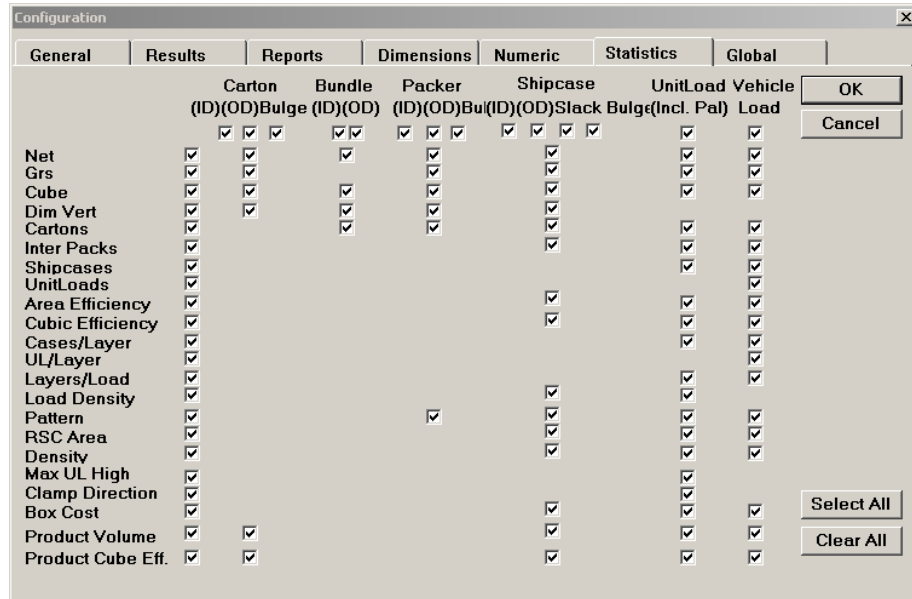 Configuration
General Results Reports Dimensions Numeric Statistics Global
Carton Bundle Packer Shipcase UnitLoad Vehicle
(ID)(OD)Bulge (ID)(OD) (ID)(OD)Bul(ID)(OD)Slack Bulge(Incl. Pal) Load
OK
Cancel
Net
Grs
Cube
Dim Vert
Cartons
Inter Packs
Shipcases
UnitLoads
Area Efficiency
Cubic Efficiency
Cases/Layer
UL/Layer
Layers/Load
Load Density
Pattern
RSC Area
Density
Max UL High
Clamp Direction
Box Cost
Product Volume
Product Cube Eff.
Select All
Clear All